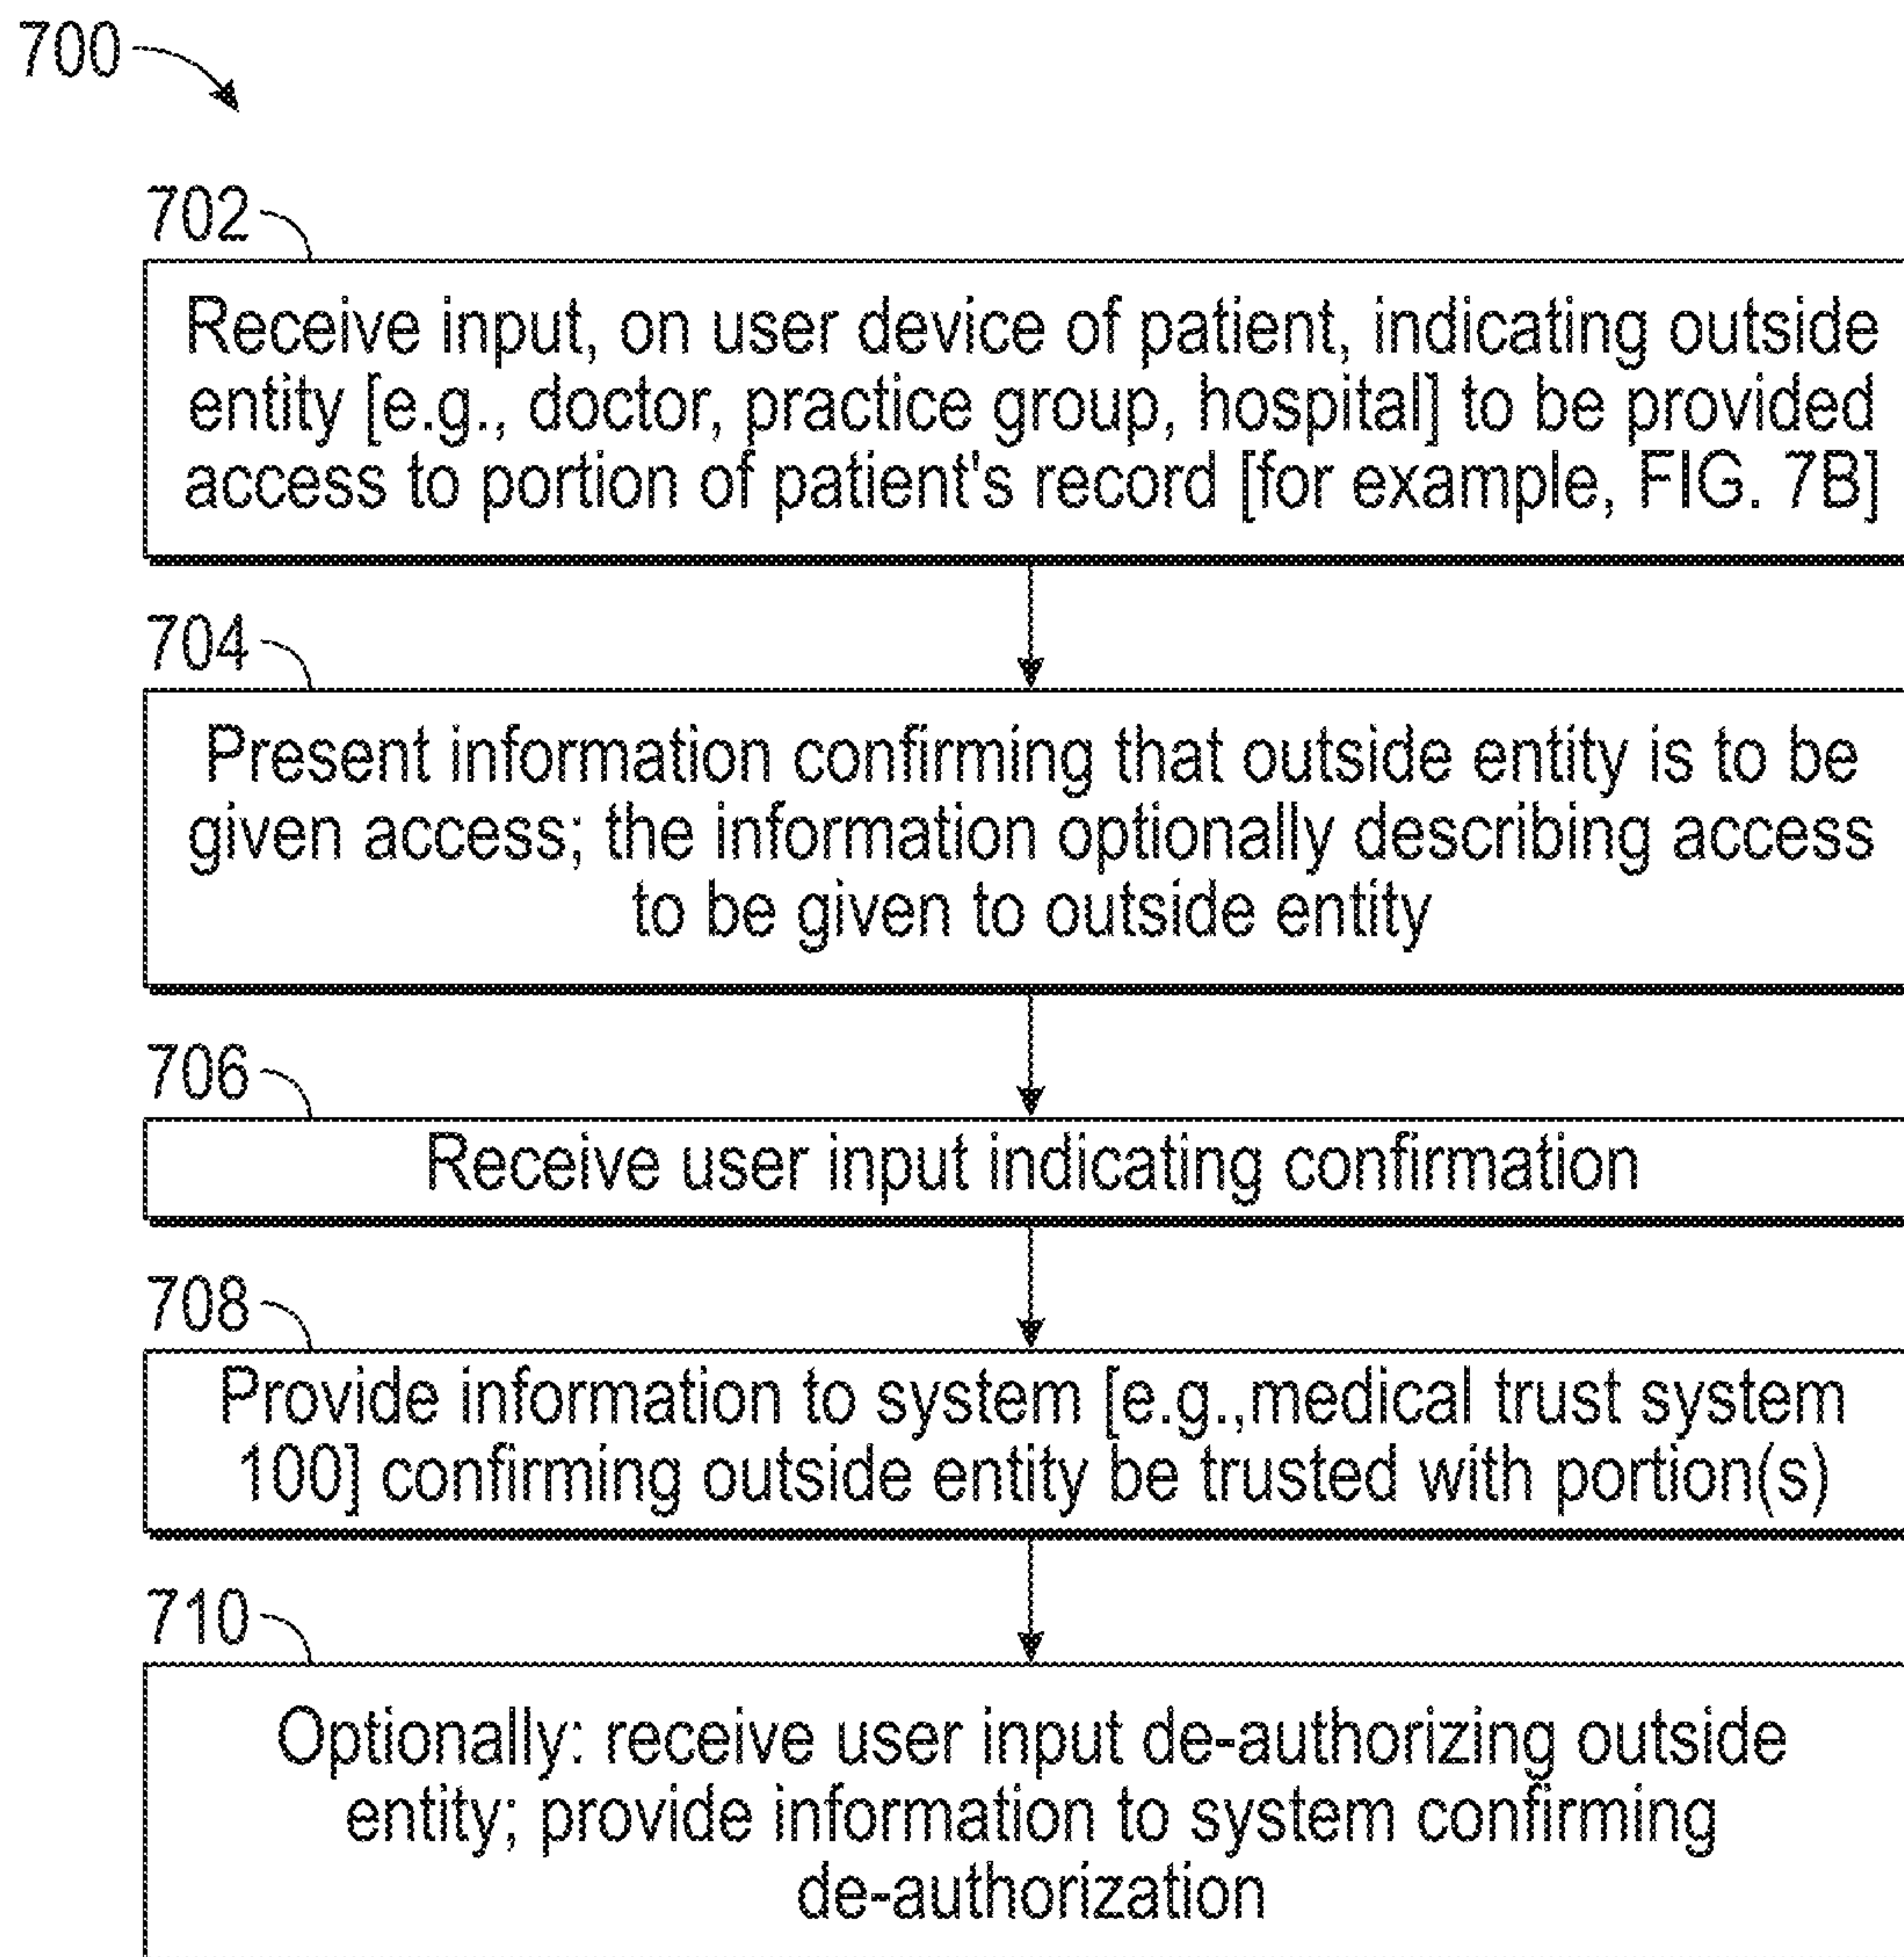 700
702
Receive input, on user device of patient, indicating outside
entity [e.g., doctor, practice group, hospital] to be provided
access to portion of patient's record [for example, FIG. 7B]
704
Present information confirming that outside entity is to be
given access; the information optionally describing access
to be given to outside entity
706
Receive user input indicating confirmation
708
Provide information to system [e.g.,medical trust system
100] confirming outside entity be trusted with portion(s)
710
Optionally: receive user input de-authorizing outside
entity; provide information to system confirming
de-authorization